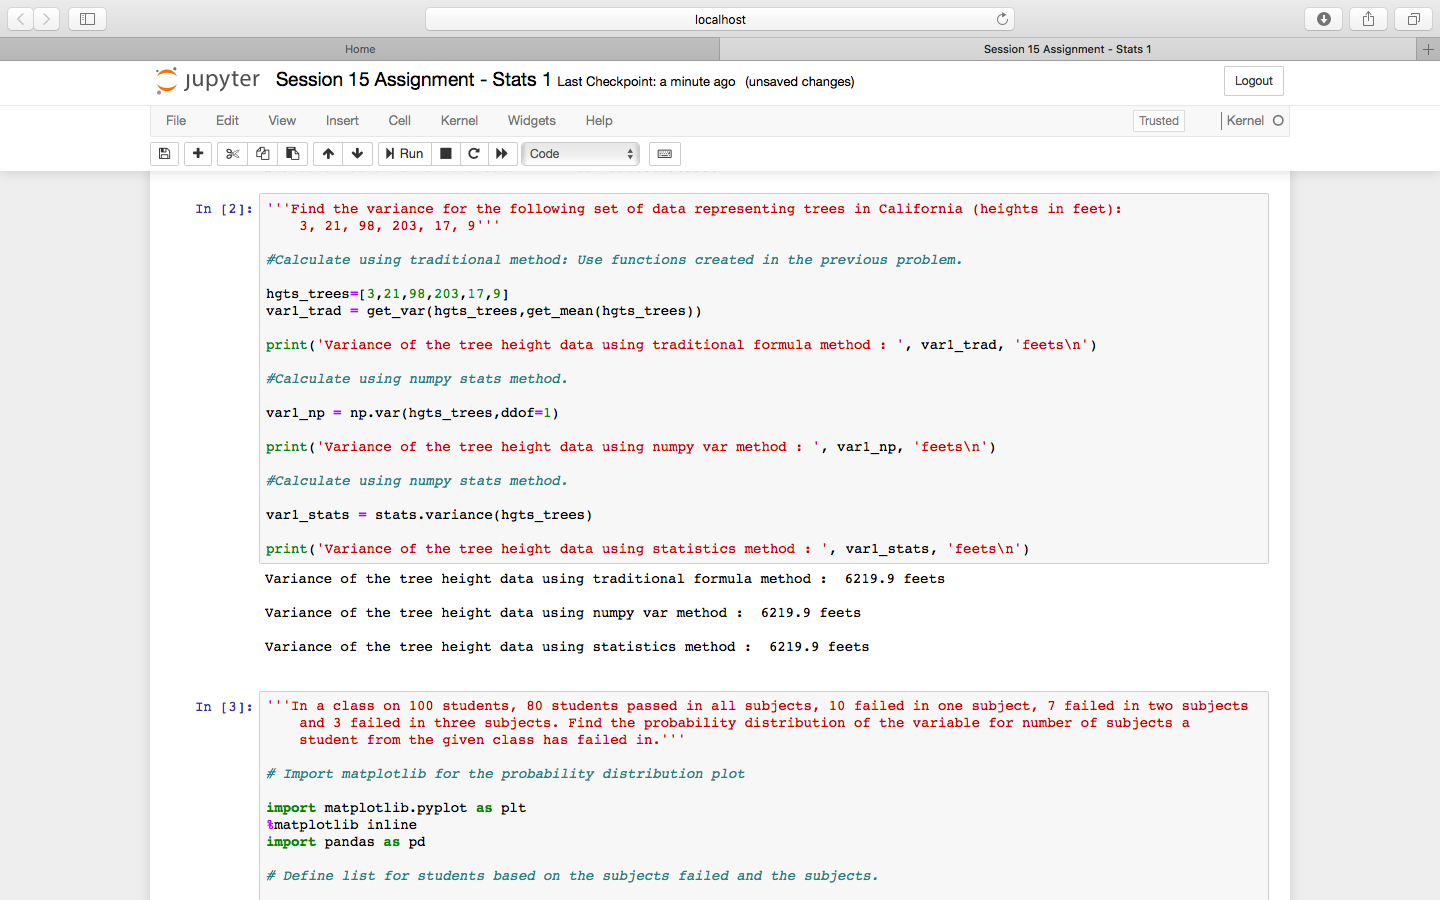 localhost
Home
Session 15 Assignment - Stats 1
jupyter Session 15 Assignment - Stats 1 Last Checkpoint: a minute ago (unsaved changes)
Logout
File Edit View Insert Cell Kernel Widgets Help
Trusted
Kernel
Run
Code
In [2]:
'''Find the variance for the following set of data representing trees in California (heights in feet):
3, 21, 98, 203, 17, 9'''
#Calculate using traditional method: Use functions created in the previous problem.
hgts_trees=[3,21,98,203,17,9]
var1_trad = get_var(hgts_trees,get_mean(hgts_trees))
print('Variance of the tree height data using traditional formula method : ', var1_trad, 'feets\n')
#Calculate using numpy stats method.
var1_np = np.var(hgts_trees,ddof=1)
print('Variance of the tree height data using numpy var method : ', var1_np, 'feets\n')
#Calculate using numpy stats method.
var1_stats = stats.variance(hgts_trees)
print('Variance of the tree height data using statistics method : ', var1_stats, 'feets\n')
Variance of the tree height data using traditional formula method :  6219.9 feets
Variance of the tree height data using numpy var method :  6219.9 feets
Variance of the tree height data using statistics method :  6219.9 feets
In [3]:
'''In a class on 100 students, 80 students passed in all subjects, 10 failed in one subject, 7 failed in two subjects
and 3 failed in three subjects. Find the probability distribution of the variable for number of subjects a
student from the given class has failed in.'''
# Import matplotlib for the probability distribution plot
import matplotlib.pyplot as plt
%matplotlib inline
import pandas as pd
# Define list for students based on the subjects failed and the subjects.